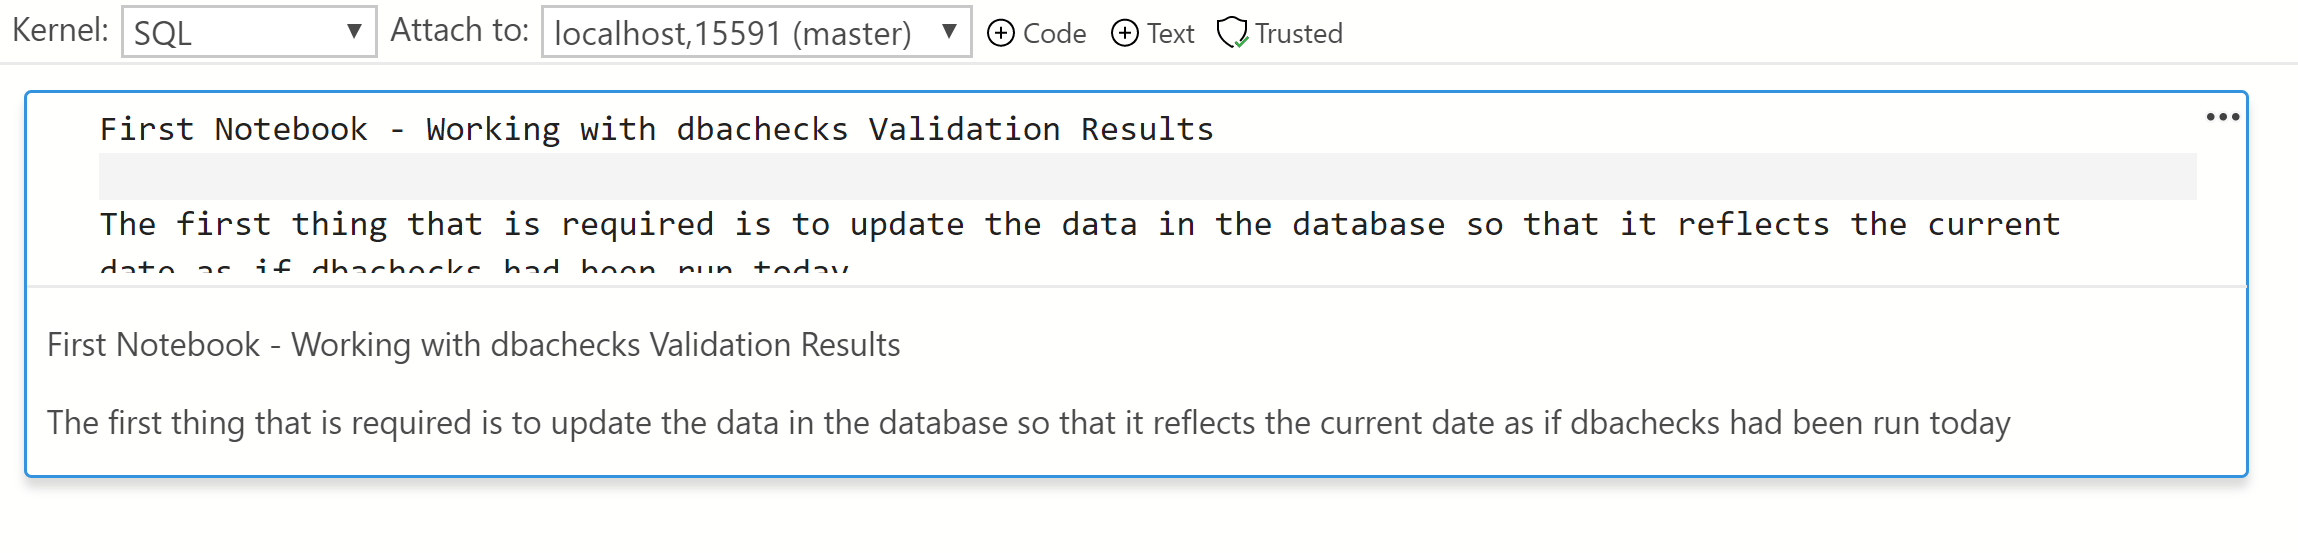 Kernel: SQL Attach to: localhost,15591 (master) Code Text Trusted
First Notebook - Working with dbachecks Validation Results
The first thing that is required is to update the data in the database so that it reflects the current
date as if dbachecks had been run today
First Notebook - Working with dbachecks Validation Results
The first thing that is required is to update the data in the database so that it reflects the current date as if dbachecks had been run today